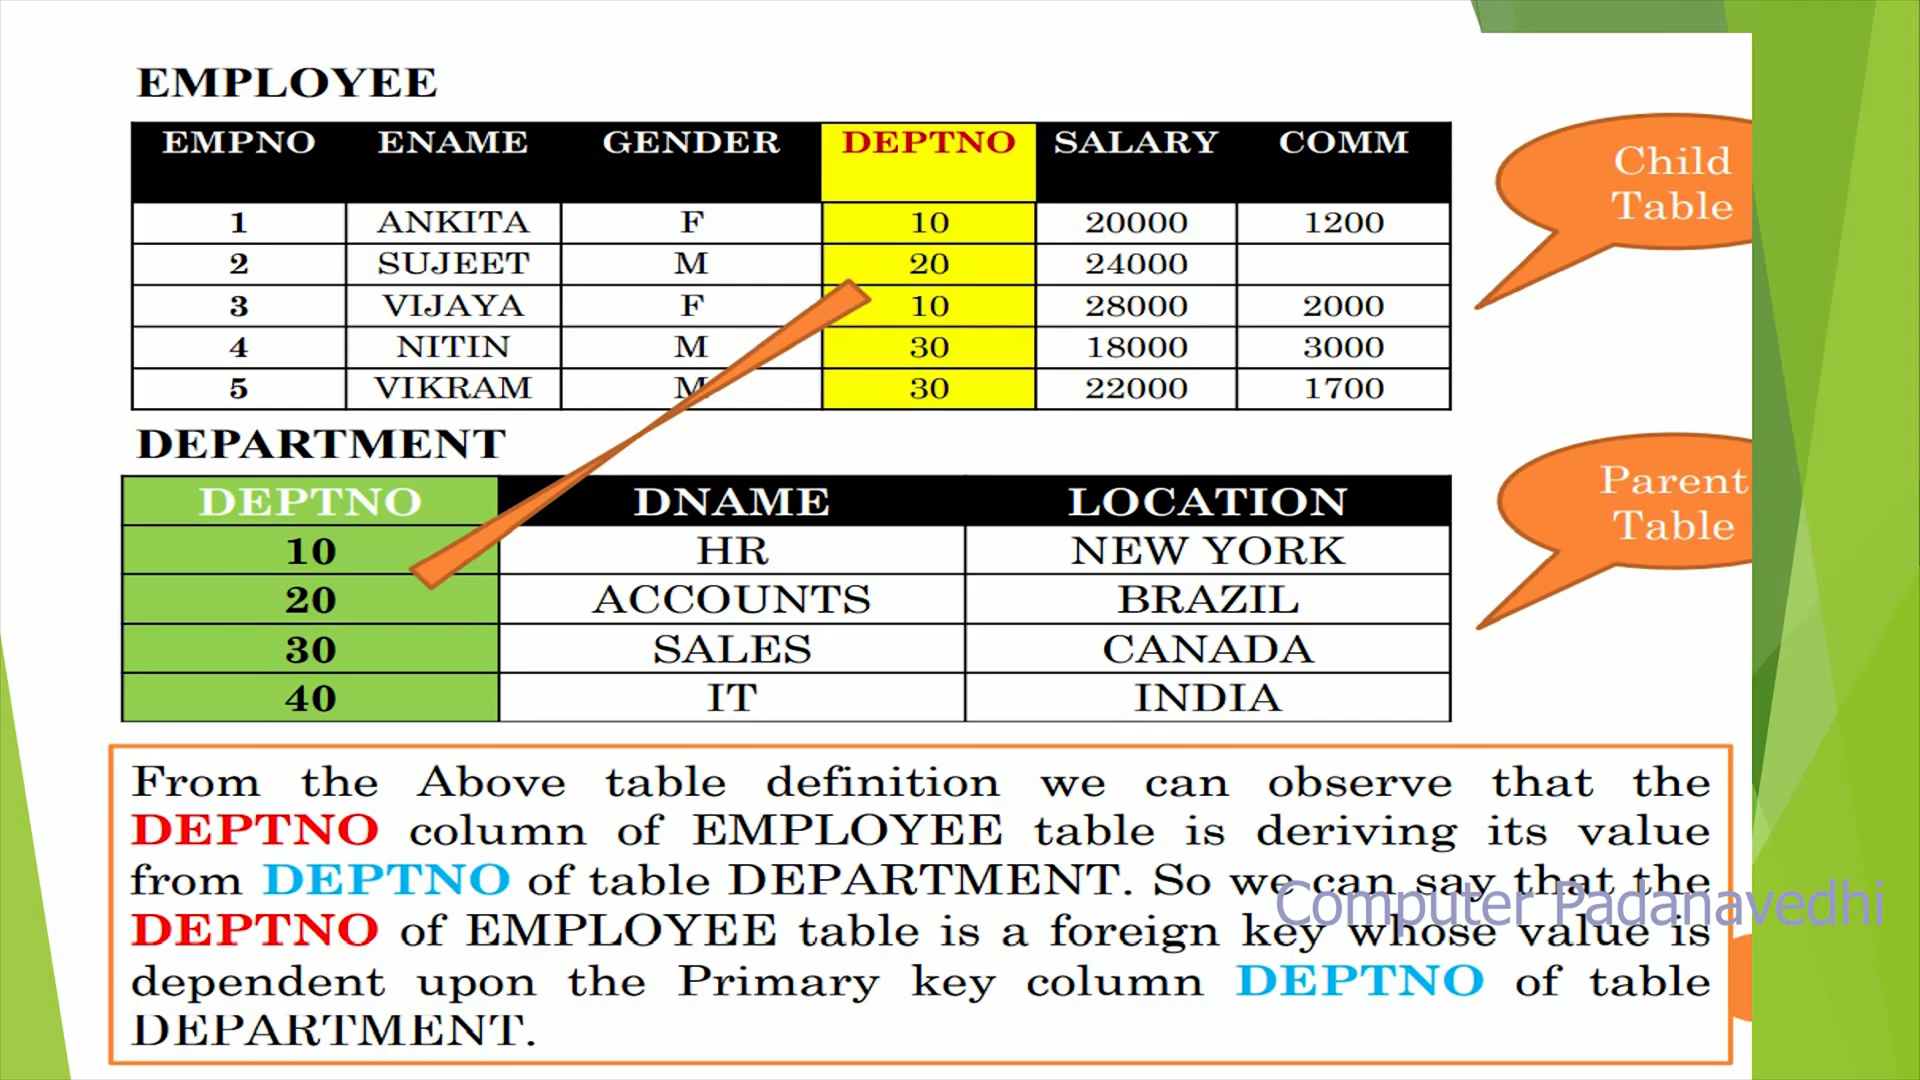 EMPLOYEE
EMPNO ENAME GENDER DEPTNO SALARY COMM
1 ANKITA F 10 20000 1200
2 SUJEET M 20 24000
3 VIJAYA F 10 28000 2000
4 NITIN M 30 18000 3000
5 VIKRAM M 30 22000 1700
Child
Table
DEPARTMENT
DEPTNO DNAME LOCATION
10 HR NEW YORK
20 ACCOUNTS BRAZIL
30 SALES CANADA
40 IT INDIA
Parent
Table
From the Above table definition we can observe that the
DEPTNO column of EMPLOYEE table is deriving its value
from DEPTNO of table DEPARTMENT. So we can say that the
DEPTNO of EMPLOYEE table is a foreign key whose value is
dependent upon the Primary key column DEPTNO of table
DEPARTMENT.
Computer Padanavedhi